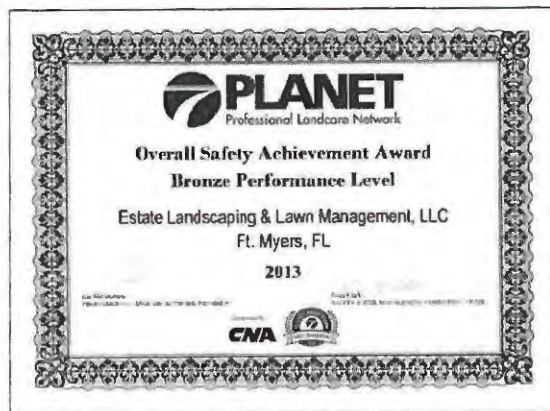 PLANET
Professional Landcare Network
Overall Safety Achievement Award
Bronze Performance Level
Estate Landscaping & Lawn Management, LLC
Ft. Myers, FL
2013
CNA